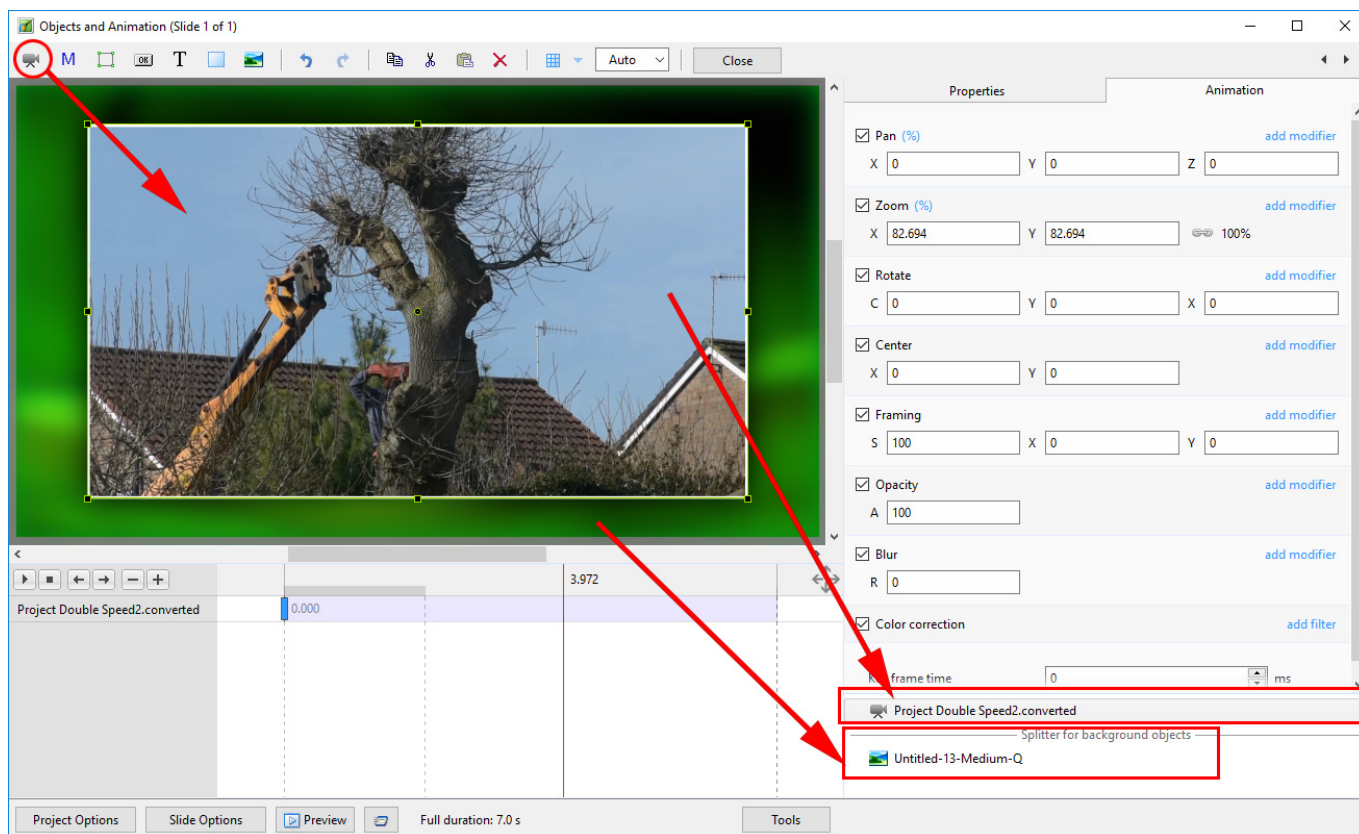 Objects and Animation (Slide 1 of 1)
M OK T Auto Close
Properties Animation
Pan (%) add modifier
X 0 Y 0 Z 0
Zoom (%) add modifier
X 82.694 Y 82.694 100%
Rotate add modifier
C 0 Y 0 X 0
Center add modifier
X 0 Y 0
Framing add modifier
S 100 X 0 Y 0
Opacity add modifier
A 100
Blur add modifier
R 0
Color correction add filter
frame time 0 ms
3.972
Project Double Speed2.converted 0.000
Project Double Speed2.converted
Splitter for background objects
Untitled-13-Medium-Q
Project Options Slide Options Preview Full duration: 7.0 s Tools